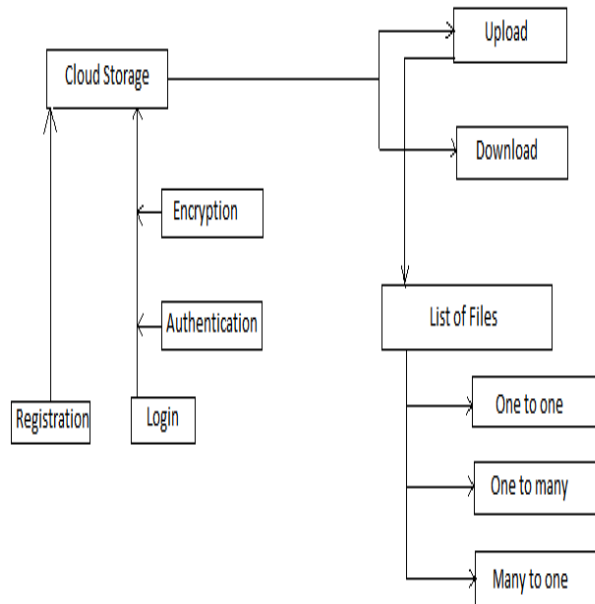 Upload
Cloud Storage
Download
Encryption
List of Files
Authentication
One to one
Registration
Login
One to many
Many to one